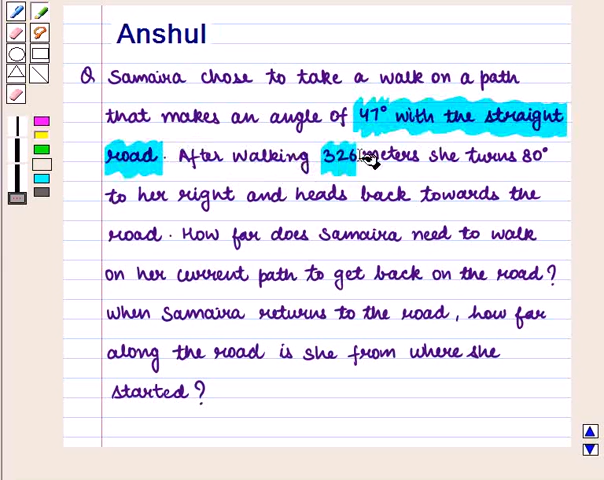 Anshul
Q Samaira chose to take a walk on a path
that makes an angle of 47° with the straight
road. After walking 326 meters she turns 80°
to her right and heads back towards the
road. How far does Samaira need to walk
on her current path to get back on the road?
When Samaira returns to the road, how far
along the road is she from where she
started?